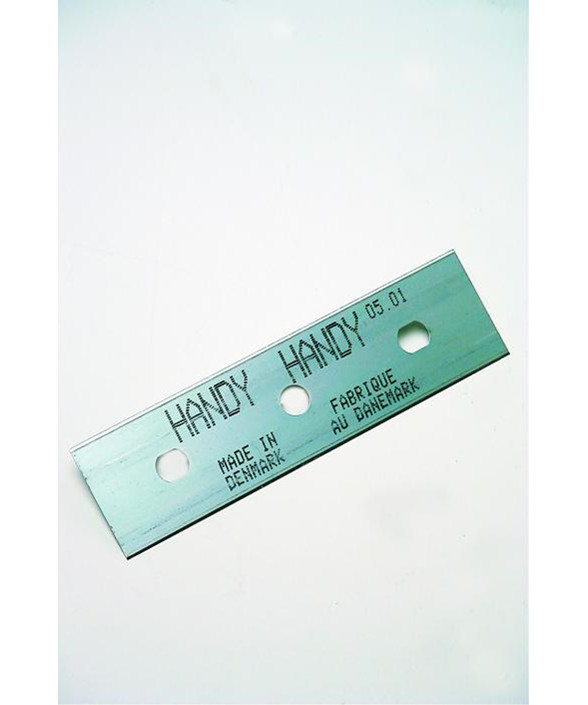 HANDY HANDY 05.01
MADE IN
DENMARK
FABRIQUE
AU DANEMARK